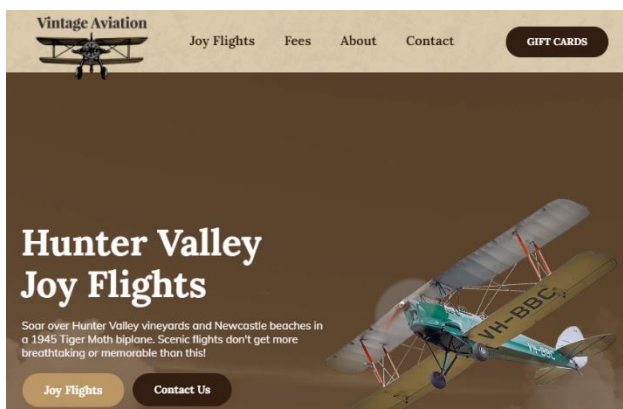 Vintage Aviation
Joy Flights Fees About Contact GIFT CARDS
Hunter Valley
Joy Flights
Soar over Hunter Valley vineyards and Newcastle beaches in
a 1945 Tiger Moth biplane. Scenic flights don't get more
breathtaking or memorable than this!
Joy Flights Contact Us
VH-BBC
VH-BBC